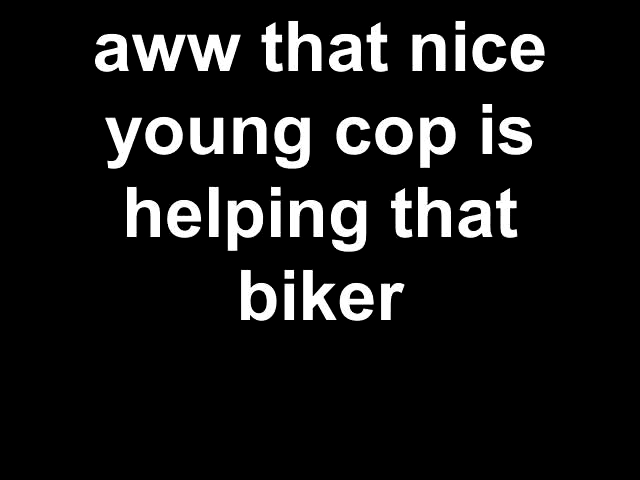 aww that nice
young cop is
helping that
biker